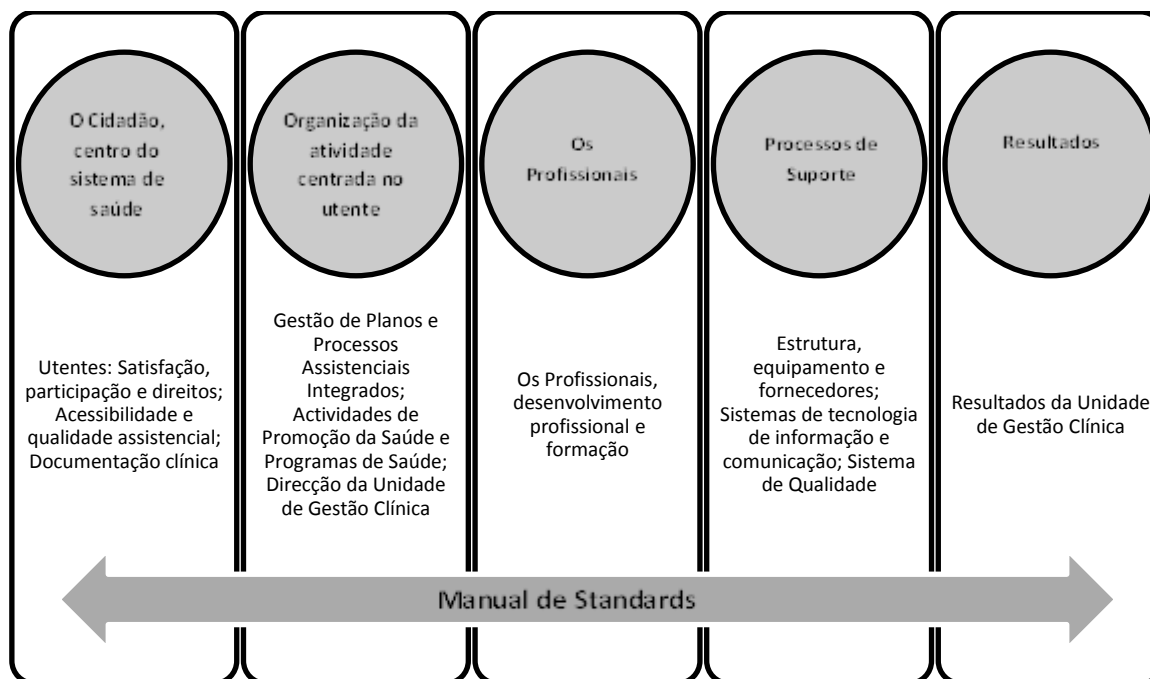 O Cidadão,
centro do
sistema de
saúde
Utentes: Satisfação,
participação e direitos;
Acessibilidade e
qualidade assistencial;
Documentação clínica
Organização da
atividade
centrada no
utente
Gestão de Planos e
Processos
Assistenciais
Integrados;
Actividades de
Promoção da Saúde e
Programas de Saúde;
Direcção da Unidade
de Gestão Clínica
Os
Profissionais
Os Profissionais,
desenvolvimento
profissional e
formação
Processos de
Suporte
Estrutura,
equipamento e
fornecedores;
Sistemas de tecnologia
de informação e
comunicação; Sistema
de Qualidade
Resultados
Resultados da Unidade
de Gestão Clínica
Manual de Standards